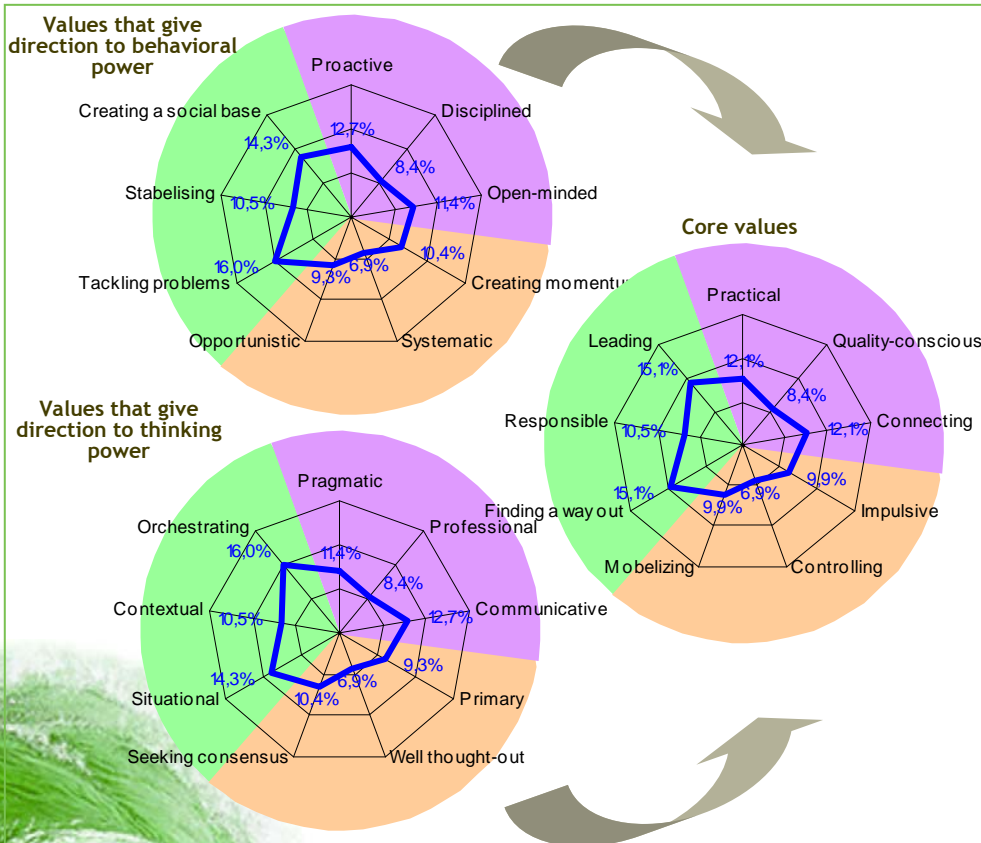 Values that give
direction to behavioral
power
Proactive
Creating a social base
Disciplined
12,7%
14,3%
8,4%
Stabelising
Open-minded
10,5%
11,4%
10,4%
16,0%
9,3%
6,9%
Tackling problems
Creating momentu
Opportunistic
Systematic
Core values
Practical
Leading
Quality-conscious
12,1%
15,1%
8,4%
Responsible
Connecting
10,5%
12,1%
9,9%
15,1%
9,9%
6,9%
Finding a way out
Impulsive
Mobelizing
Controlling
Values that give
direction to thinking
power
Pragmatic
Orchestrating
Professional
16,0%
11,4%
8,4%
Contextual
Communicative
10,5%
12,7%
9,3%
14,3%
10,4%
6,9%
Situational
Primary
Seeking consensus
Well thought-out